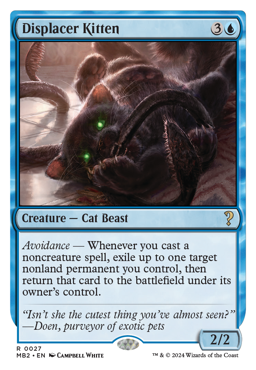 Displacer Kitten 3
Creature — Cat Beast
Avoidance — Whenever you cast a
noncreature spell, exile up to one target
nonland permanent you control, then
return that card to the battlefield under its
owner's control.
"Isn't she the cutest thing you've almost seen?"
—Doen, purveyor of exotic pets
2/2
R 0027
MB2 • EN CAMPBELL WHITE
™ & © 2024 Wizards of the Coast